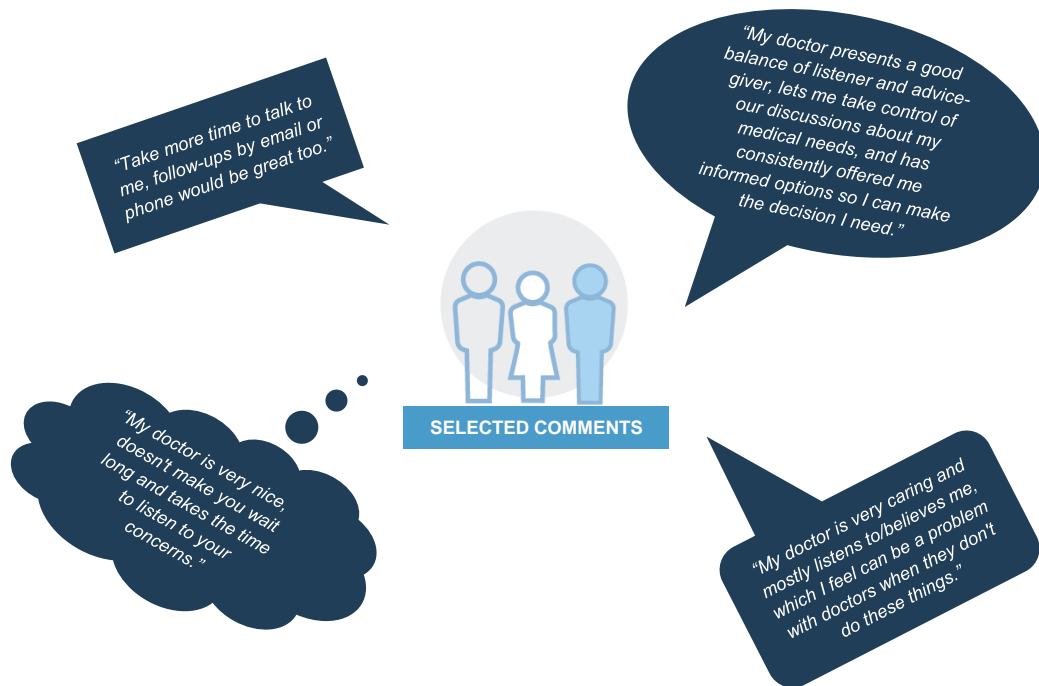 “Take more time to talk to
me, follow-ups by email or
phone would be great too.”
“My doctor presents a good
balance of listener and advice-
giver, lets me take control of
our discussions about my
medical needs, and has
consistently offered me
informed options so I can make
the decision I need.”
SELECTED COMMENTS
“My doctor is very nice,
doesn't make you wait
long and takes the time
to listen to your
concerns.”
“My doctor is very caring and
mostly listens to/believes me,
which I feel can be a problem
with doctors when they don't
do these things.”